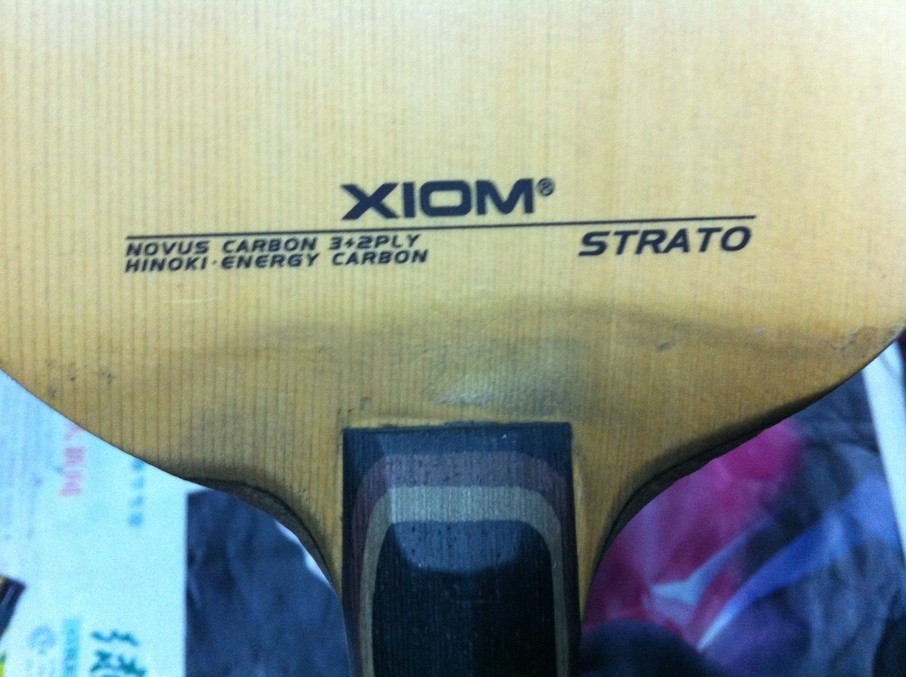 XIOM®
NOVUS CARBON 3+2PLY
HINOKI·ENERGY CARBON
STRATO